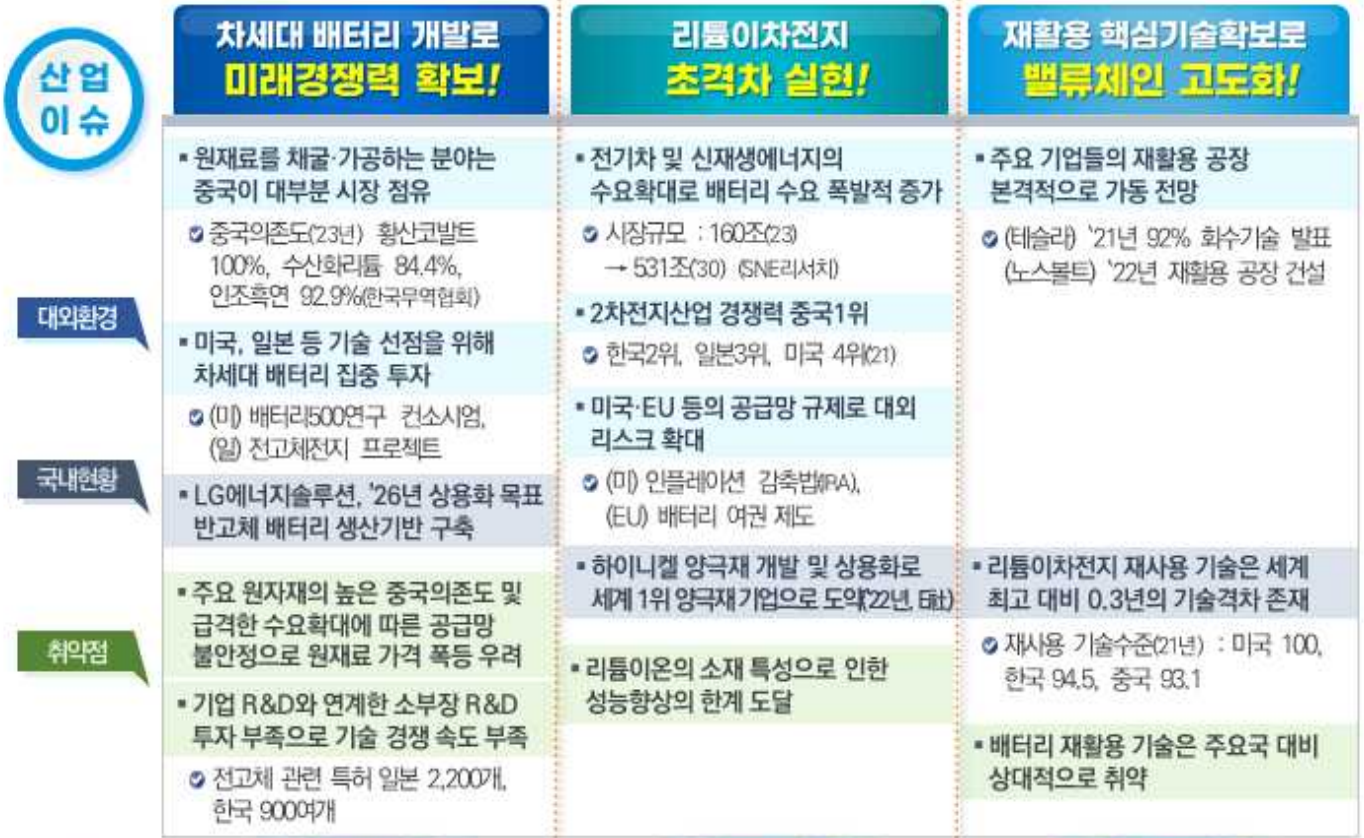 산업
이슈
차세대 배터리 개발로
미래경쟁력 확보!
리튬이차전지
초격차 실현!
재활용 핵심기술확보로
밸류체인 고도화!
대외환경
국내현황
취약점
▪ 원재료를 채굴·가공하는 분야는
중국이 대부분 시장 점유
중국의존도('23년) 황산코발트
100%, 수산화리튬 84.4%,
인조흑연 92.9%(한국무역협회)
▪ 미국, 일본 등 기술 선점을 위해
차세대 배터리 집중 투자
(미) 배터리500연구 컨소시엄,
(일) 전고체전지 프로젝트
▪ LG에너지솔루션, '26년 상용화 목표
반고체 배터리 생산기반 구축
▪ 주요 원자재의 높은 중국의존도 및
급격한 수요확대에 따른 공급망
불안정으로 원재료 가격 폭등 우려
▪ 기업 R&D와 연계한 소부장 R&D
투자 부족으로 기술 경쟁 속도 부족
전고체 관련 특허 일본 2,200개,
한국 900여개
▪ 전기차 및 신재생에너지의
수요확대로 배터리 수요 폭발적 증가
시장규모 : 160조('23)
→ 531조('30) (SNE리서치)
▪ 2차전지산업 경쟁력 중국1위
한국2위, 일본3위, 미국 4위('21)
▪ 미국·EU 등의 공급망 규제로 대외
리스크 확대
(미) 인플레이션 감축법(IRA),
(EU) 배터리 여권 제도
▪ 하이니켈 양극재 개발 및 상용화로
세계 1위 양극재 기업으로 도약('22년,
▪ 리튬이온의 소재 특성으로 인한
성능향상의 한계 도달
▪ 주요 기업들의 재활용 공장
본격적으로 가동 전망
(테슬라) '21년 92% 회수기술 발표
(노스볼트) '22년 재활용 공장 건설
▪ 리튬이차전지 재사용 기술은 세계
최고 대비 0.3년의 기술격차 존재
재사용 기술수준('21년) : 미국 100,
한국 94.5, 중국 93.1
▪ 배터리 재활용 기술은 주요국 대비
상대적으로 취약